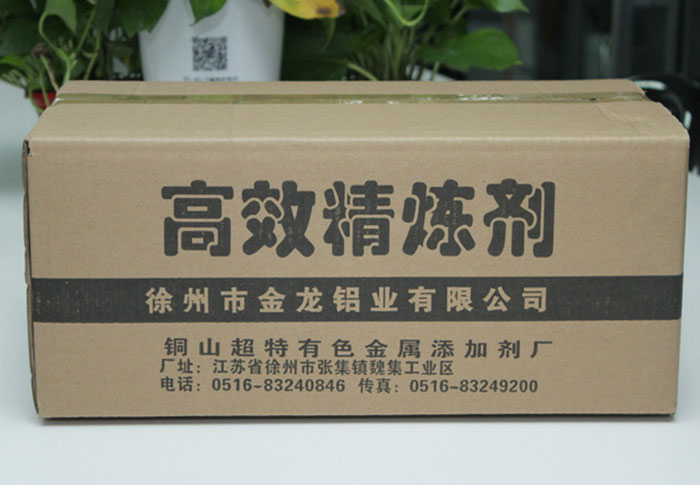 高效精炼剂
徐州市金龙铝业有限公司
铜山超特有色金属添加剂厂
厂址：江苏省徐州市张集镇魏集工业区
电话：0516-83240846 传真：0516-83249200